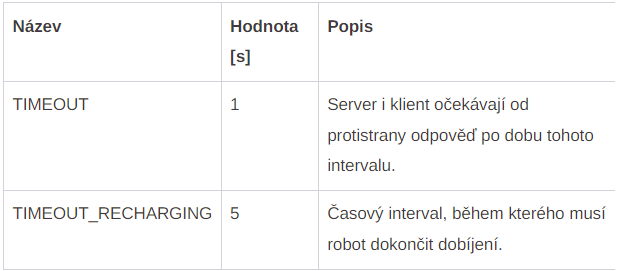 Název Hodnota [s] Popis
TIMEOUT 1 Server i klient očekávají od
protistrany odpověď po dobu tohoto
intervalu.
TIMEOUT_RECHARGING 5 Časový interval, během kterého musí
robot dokončit dobíjení.